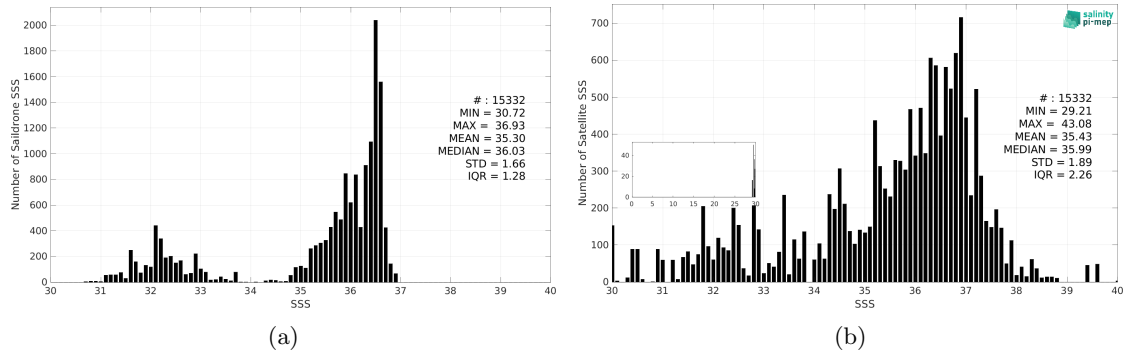 2000
1800
1600
1400
1200
1000
800
600
400
200
0
Number of Saildrone SSS
# : 15332
MIN = 30.72
MAX = 36.93
MEAN = 35.30
MEDIAN = 36.03
STD = 1.66
IQR = 1.28
30 31 32 33 34 35 36 37 38 39 40
SSS
(a)
700
600
500
400
300
200
100
0
Number of Satellite SSS
salinity
pi-mep
# : 15332
MIN = 29.21
MAX = 43.08
MEAN = 35.43
MEDIAN = 35.99
STD = 1.89
IQR = 2.26
40
20
0
0 5 10 15 20 25 30
30 31 32 33 34 35 36 37 38 39 40
SSS
(b)